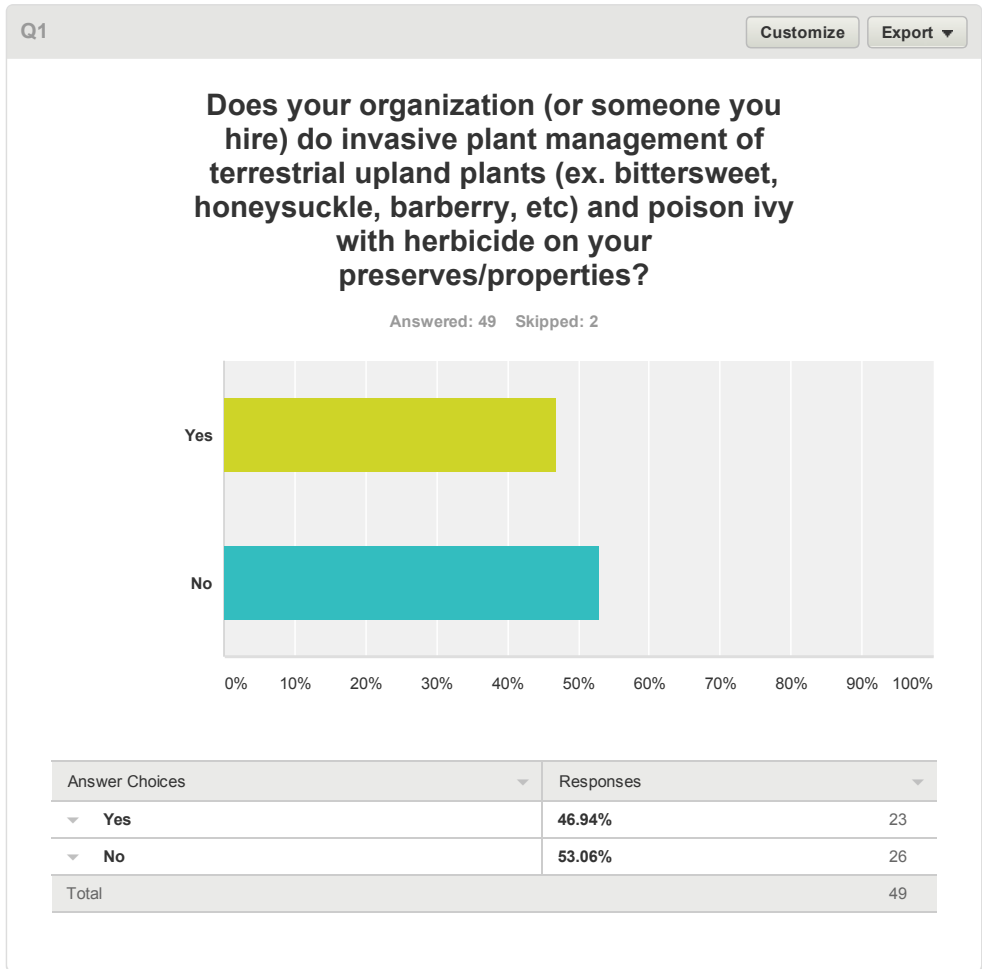 Q1
Customize
Export
Does your organization (or someone you
hire) do invasive plant management of
terrestrial upland plants (ex. bittersweet,
honeysuckle, barberry, etc) and poison ivy
with herbicide on your
preserves/properties?
Answered: 49 Skipped: 2
Yes
No
0% 10% 20% 30% 40% 50% 60% 70% 80% 90% 100%
Answer Choices Responses
Yes 46.94% 23
No 53.06% 26
Total 49